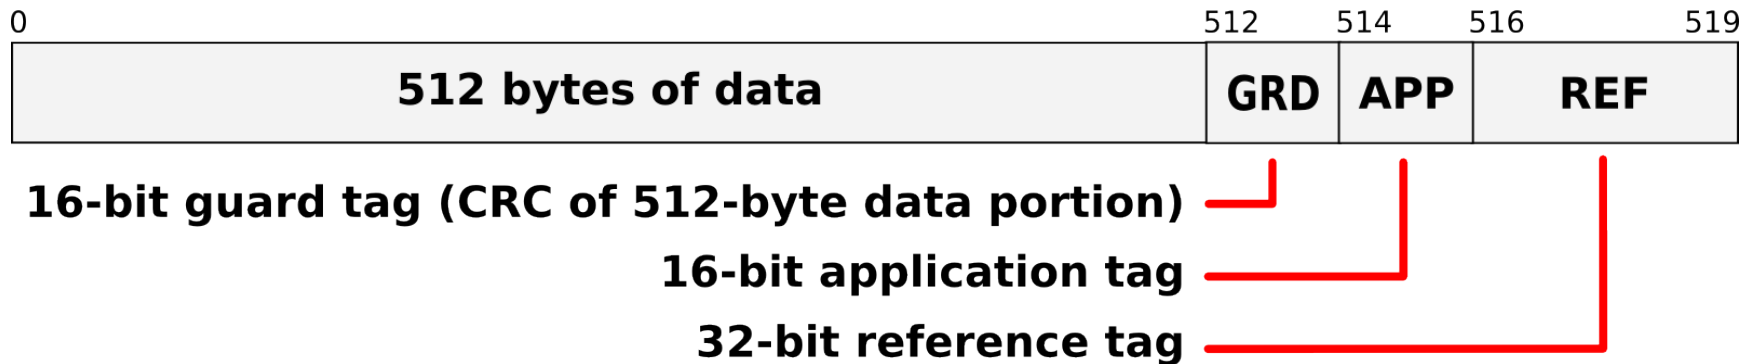 0 512 514 516 519
512 bytes of data GRD APP REF
16-bit guard tag (CRC of 512-byte data portion)
16-bit application tag
32-bit reference tag